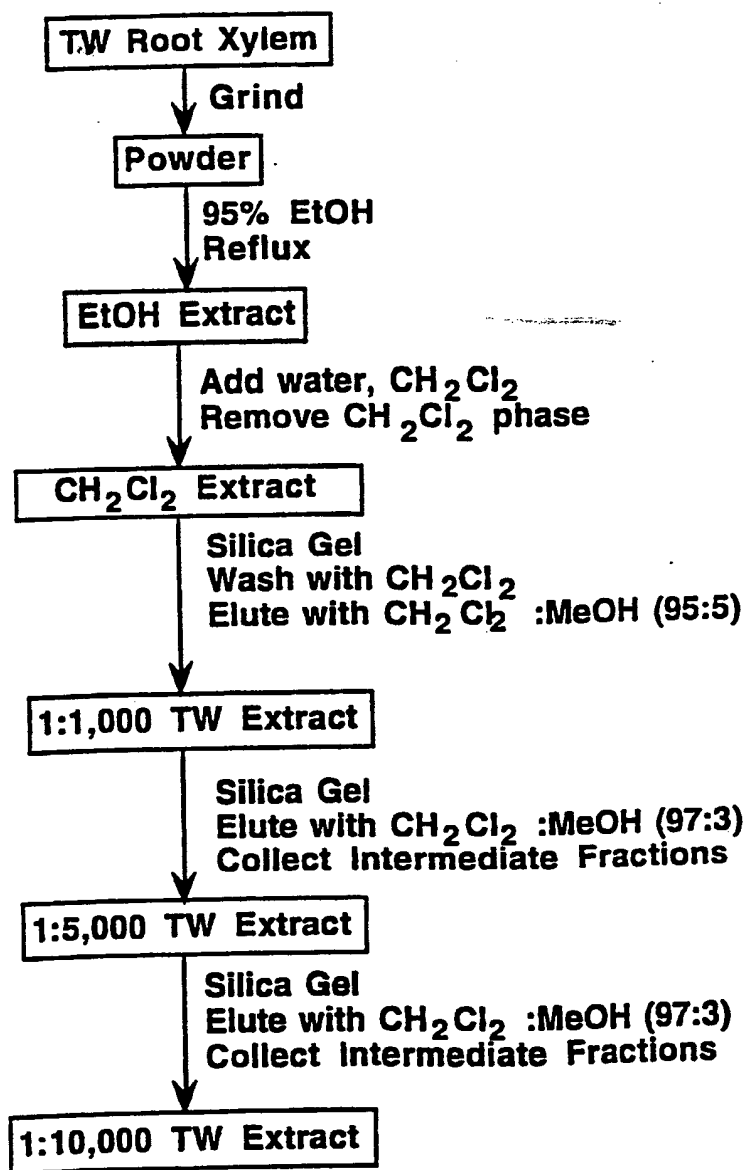 TW Root Xylem
Grind
Powder
95% EtOH
Reflux
EtOH Extract
Add water, CH2Cl2
Remove CH2Cl2 phase
CH2Cl2 Extract
Silica Gel
Wash with CH2Cl2
Elute with CH2Cl2 :MeOH (95:5)
1:1,000 TW Extract
Silica Gel
Elute with CH2Cl2 :MeOH (97:3)
Collect Intermediate Fractions
1:5,000 TW Extract
Silica Gel
Elute with CH2Cl2 :MeOH (97:3)
Collect Intermediate Fractions
1:10,000 TW Extract